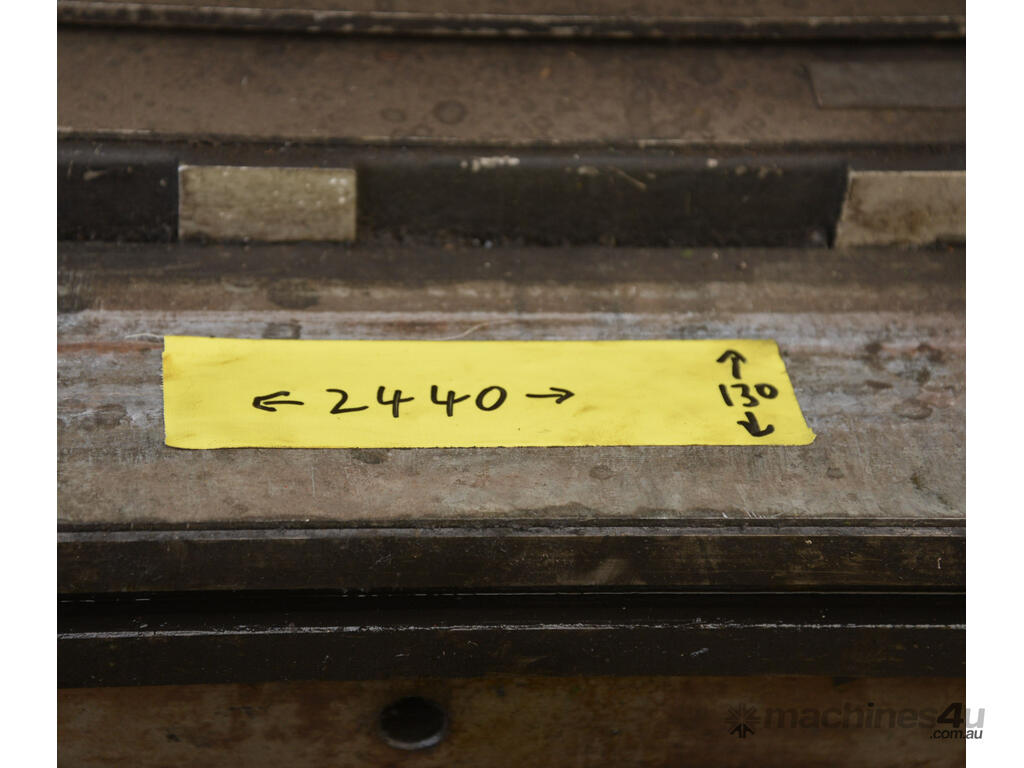 ← 2440 →
↑
130
↓
machines4u
.com.au